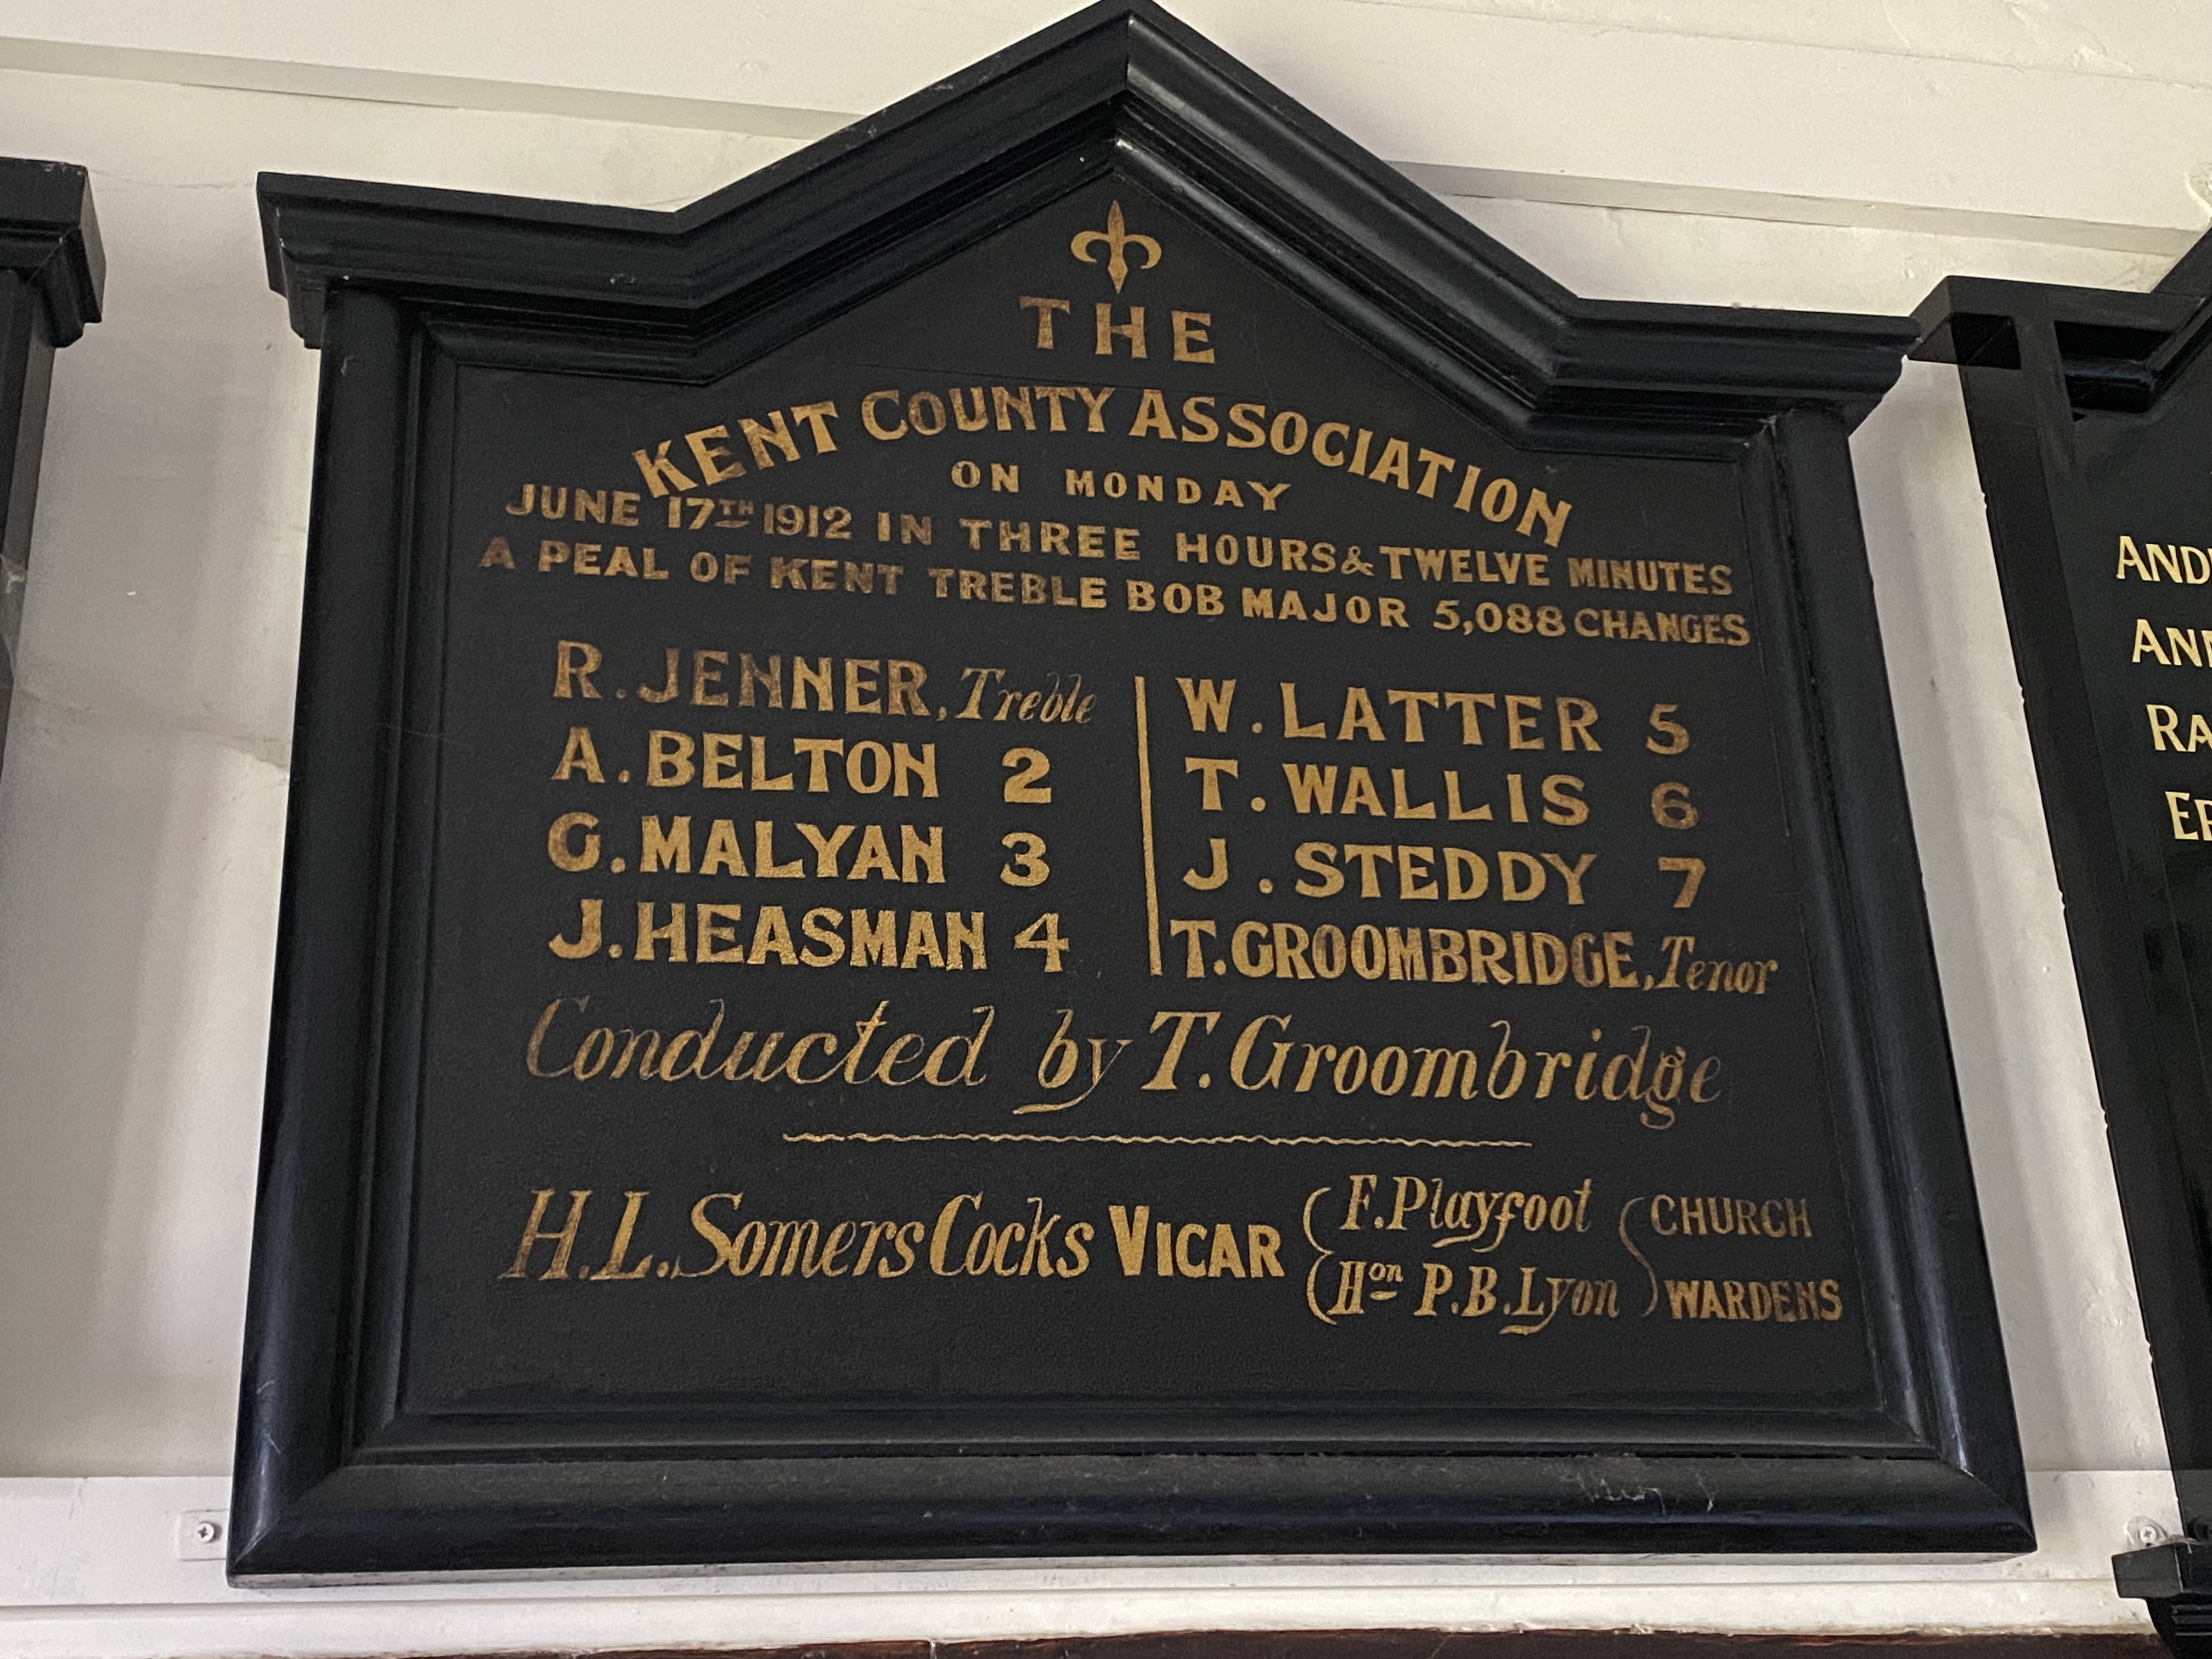 THE
KENT COUNTY ASSOCIATION
ON MONDAY
JUNE 17TH 1912 IN THREE HOURS & TWELVE MINUTES
A PEAL OF KENT TREBLE BOB MAJOR 5,088 CHANGES
R. JENNER, Treble
A. BELTON 2
G. MALYAN 3
J. HEASMAN 4
W. LATTER 5
T. WALLIS 6
J. STEDDY 7
T. GROOMBRIDGE, Tenor
Conducted by T. Groombridge
H. L. Somers Cocks VICAR
F. Playfoot
Hon P. B. Lyon
CHURCH
WARDENS